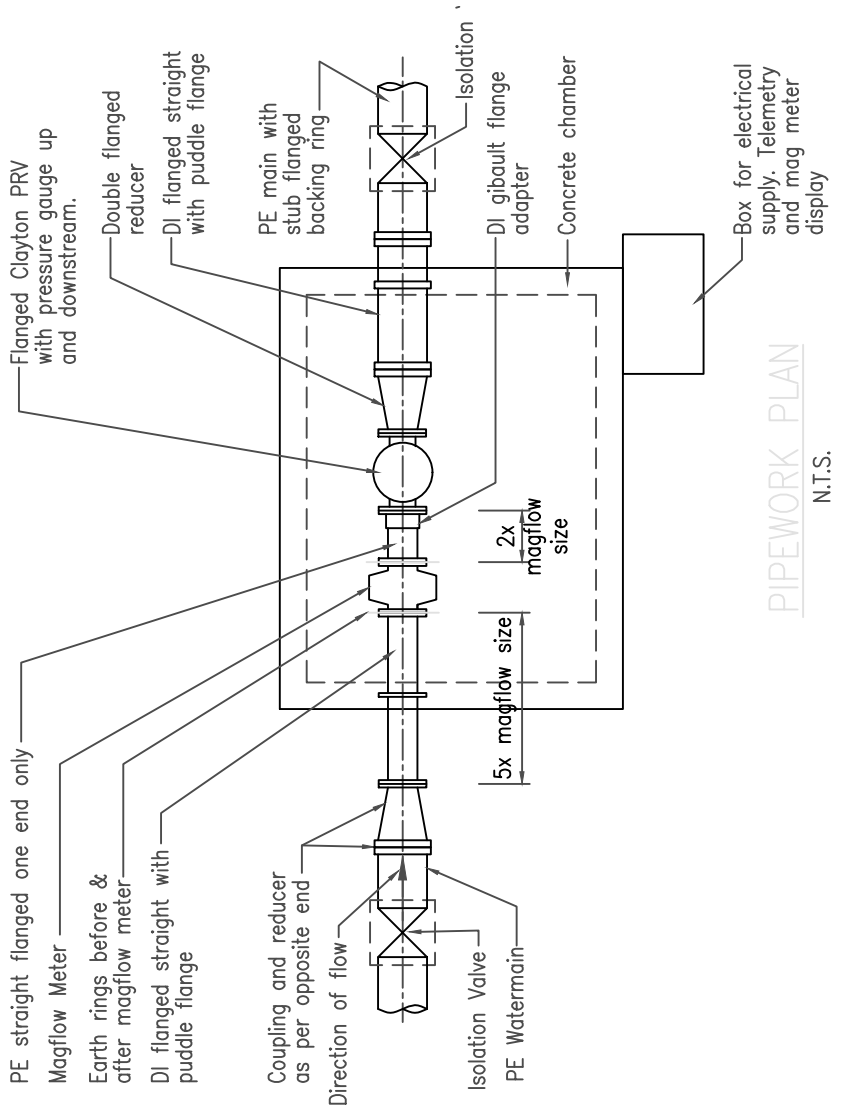 PE straight flanged one end only
Magflow Meter
Earth rings before &
after magflow meter
DI flanged straight with
puddle flange
Coupling and reducer
as per opposite end
Direction of flow
Isolation Valve
PE Watermain
Flanged Clayton PRV
with pressure gauge up
and downstream.
Double flanged
reducer
DI flanged straight
with puddle flange
PE main with
stub flanged
backing ring
Isolation
DI gibault flange
adapter
Concrete chamber
Box for electrical
supply. Telemetry
and mag meter
display
5x magflow size
2x
magflow
size
PIPEWORK PLAN
N.T.S.